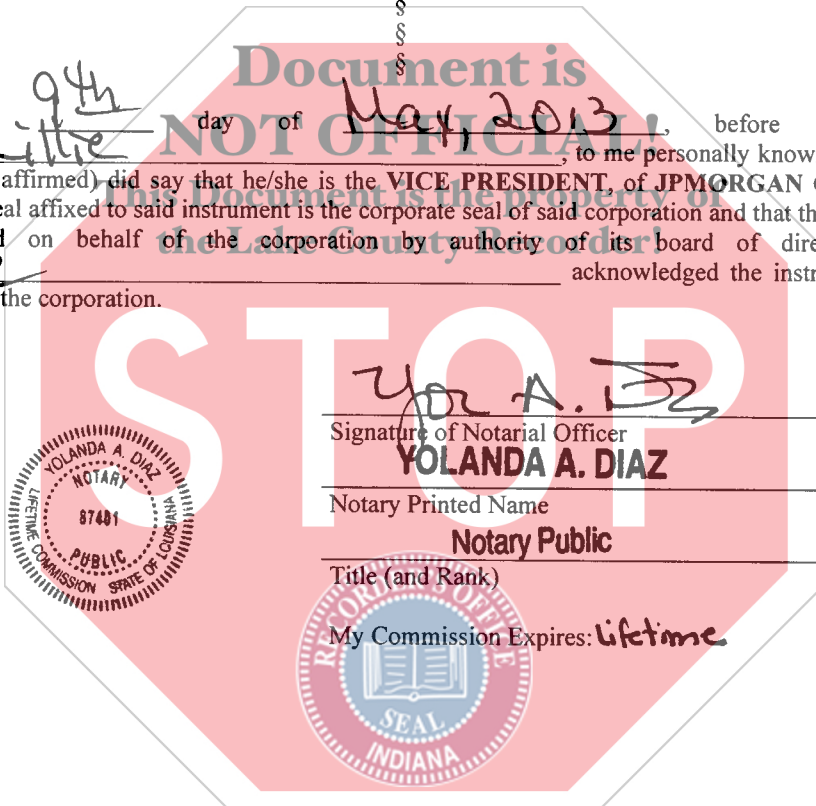 §
§
§
Document is
9th day of May, 2013, before
NOT OFFICIAL!
, to me personally know
affirmed) did say that he/she is the VICE PRESIDENT, of JPMORGAN
This Document is the property of
eal affixed to said instrument is the corporate seal of said corporation and that th
on behalf of the corporation by authority of its board of dire
the Lake County Recorder!
acknowledged the instr
the corporation.
STOP
Signature of Notarial Officer
YOLANDA A. DIAZ
Notary Printed Name
Notary Public
Title (and Rank)
My Commission Expires: Lifetime
YOLANDA A. DIAZ
NOTARY
87401
PUBLIC
LIFETIME COMMISSION STATE OF LOUISIANA
RECORDER'S OFFICE
SEAL
INDIANA